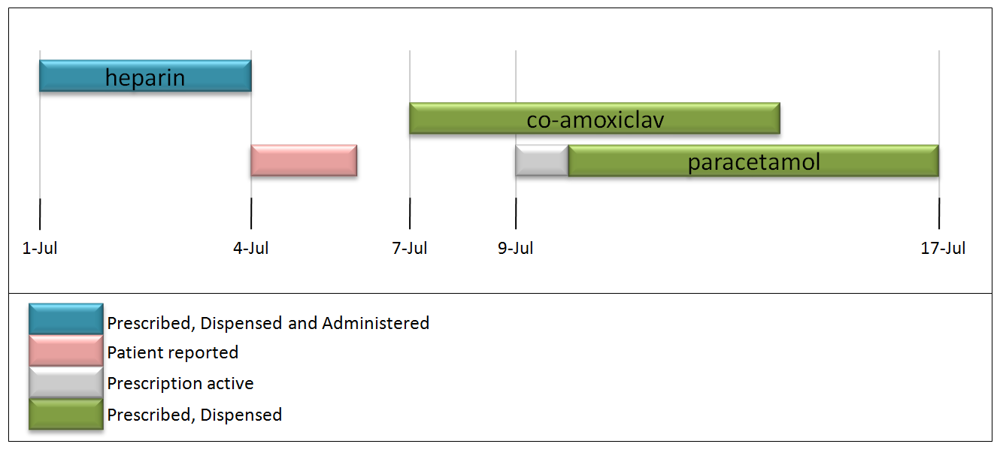 heparin
co-amoxiclav
paracetamol
1-Jul
4-Jul
7-Jul
9-Jul
17-Jul
Prescribed, Dispensed and Administered
Patient reported
Prescription active
Prescribed, Dispensed